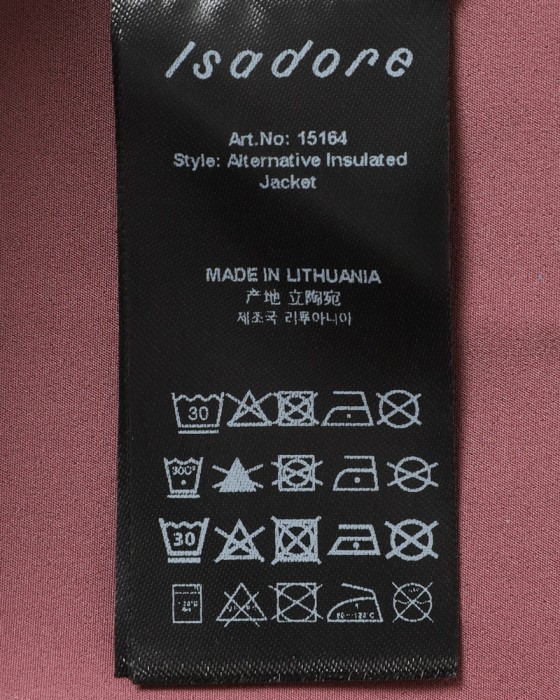 Isadore
Art.No: 15164
Style: Alternative Insulated
Jacket
MADE IN LITHUANIA
产地 立陶宛
제조국 리투아니아
30
30